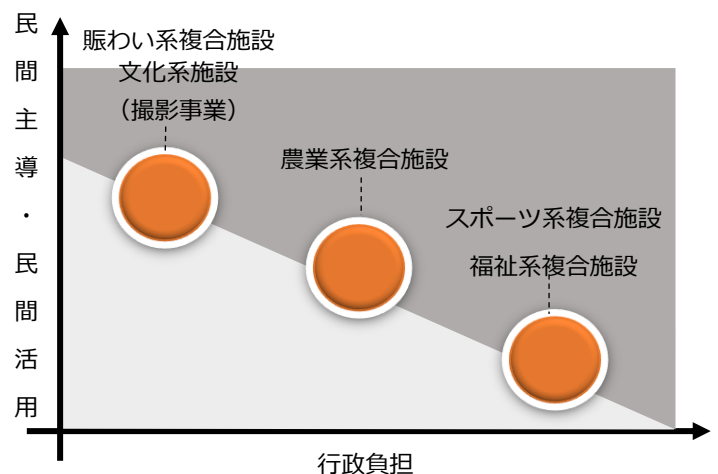 民間主導・民間活用
賑わい系複合施設
文化系施設
（撮影事業）
農業系複合施設
スポーツ系複合施設
福祉系複合施設
行政負担